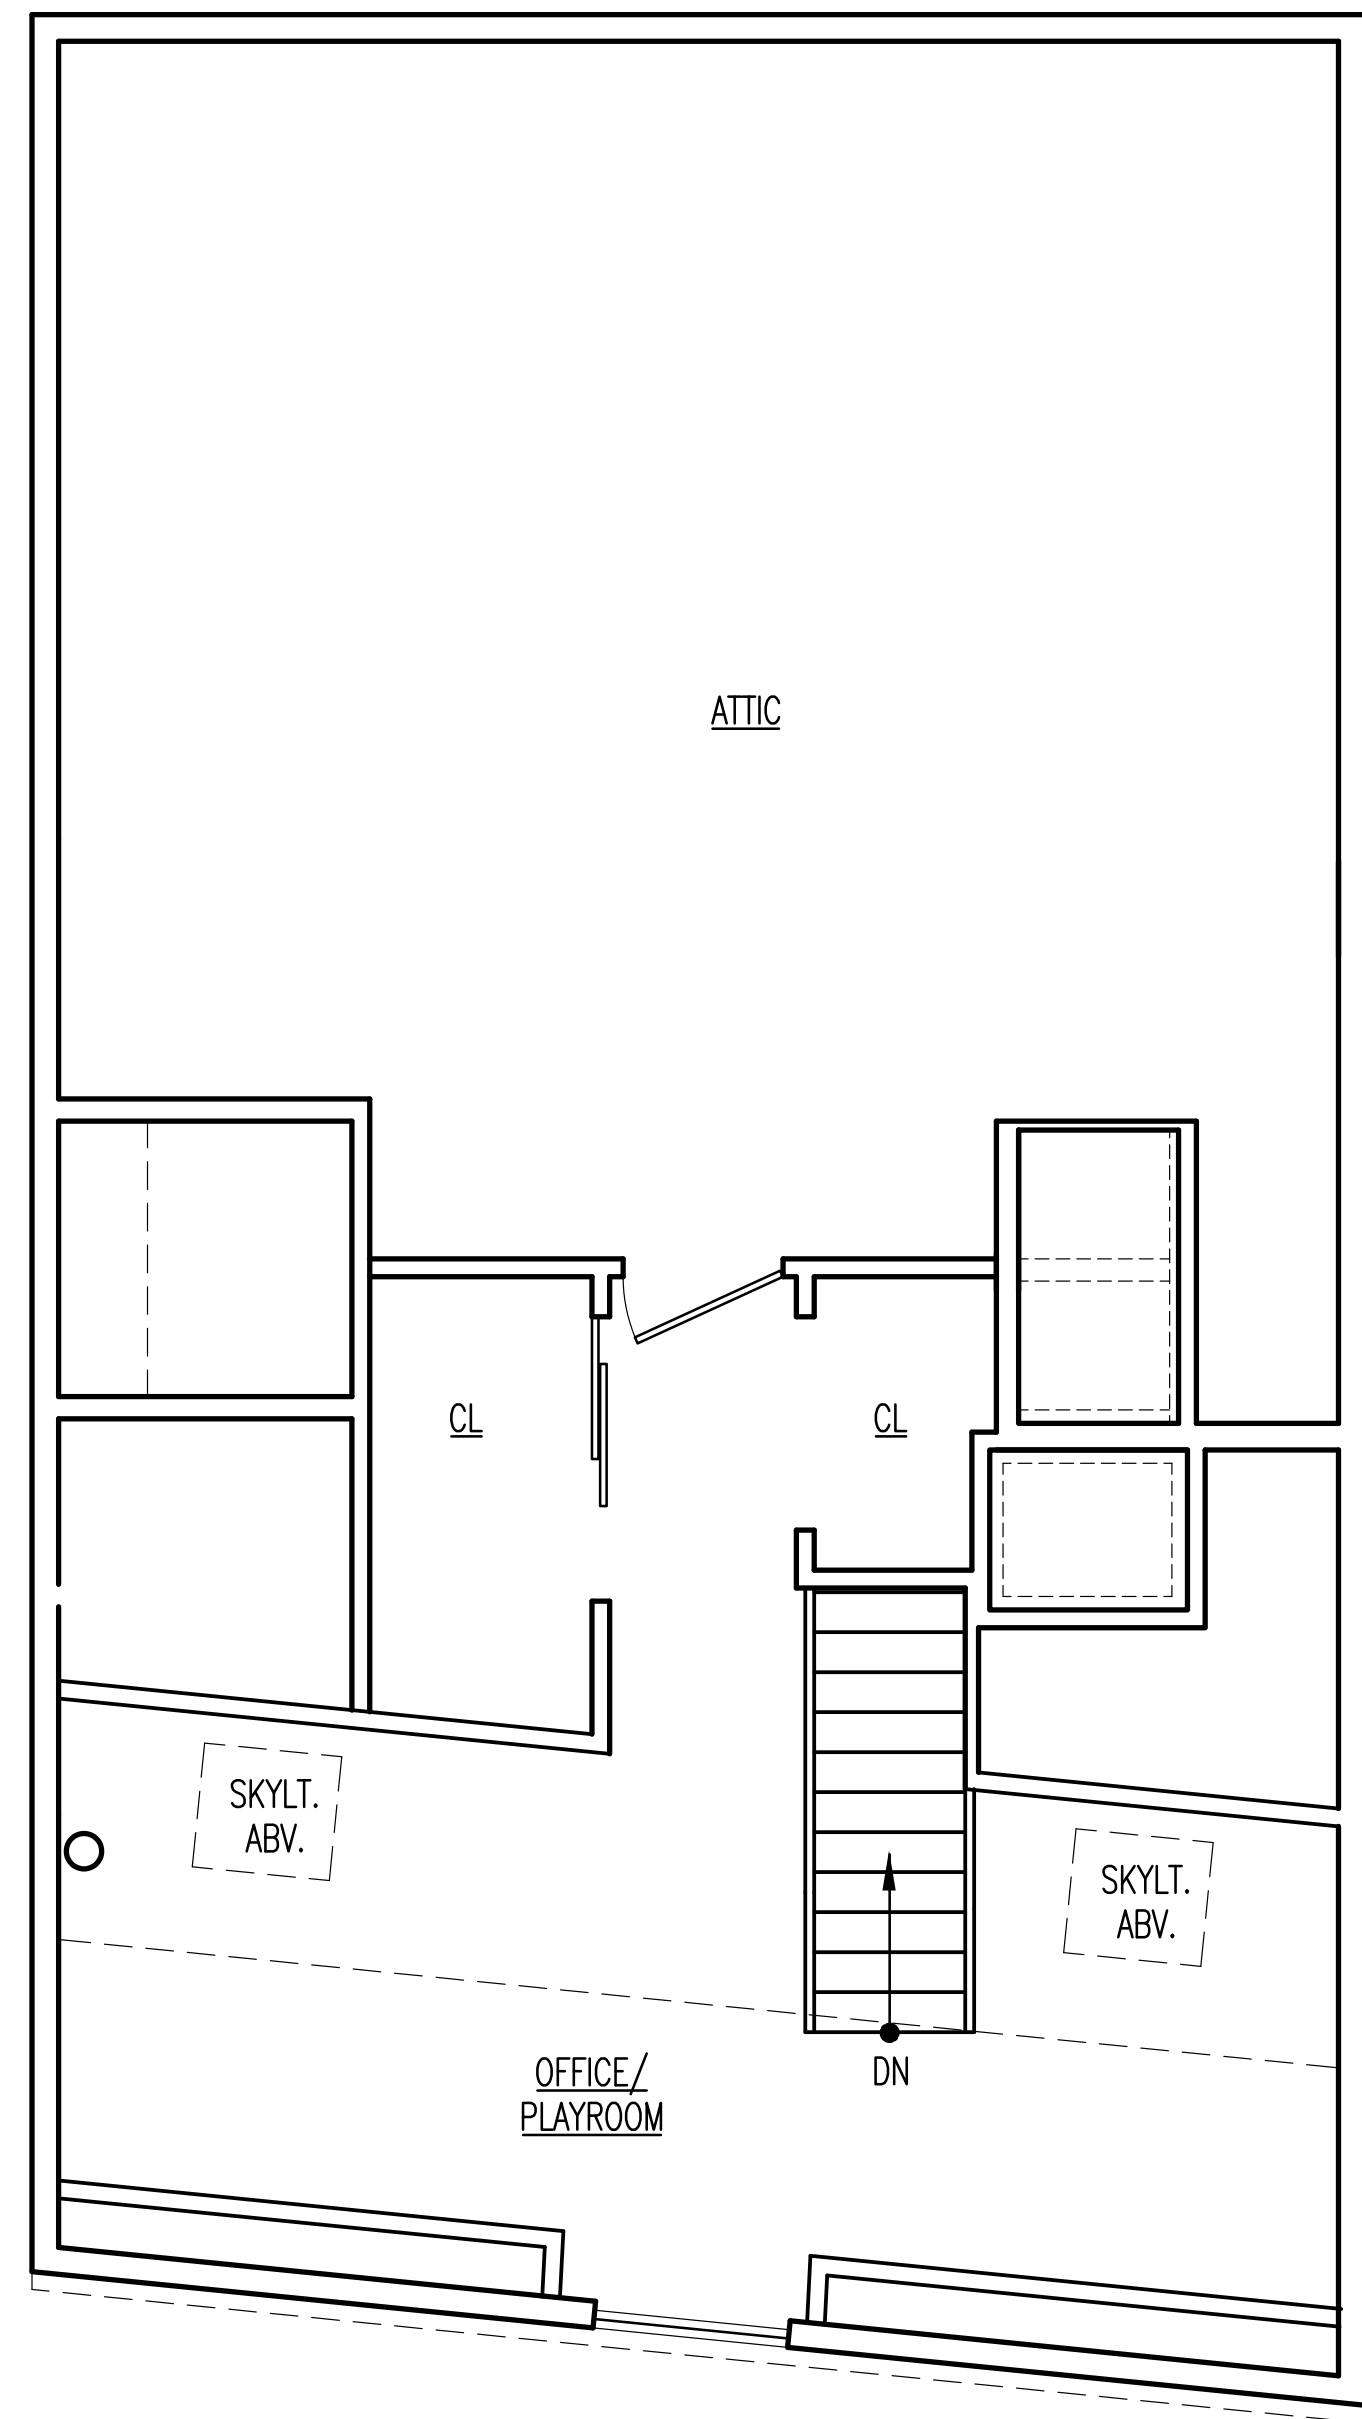 ATTIC
CL
CL
SKYLT.
ABV.
SKYLT.
ABV.
OFFICE/
PLAYROOM
DN